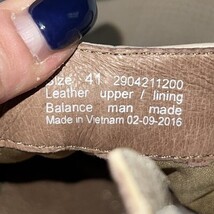 Size 41 2904211200
Leather upper / lining
Balance man made
Made in Vietnam 02-09-2016